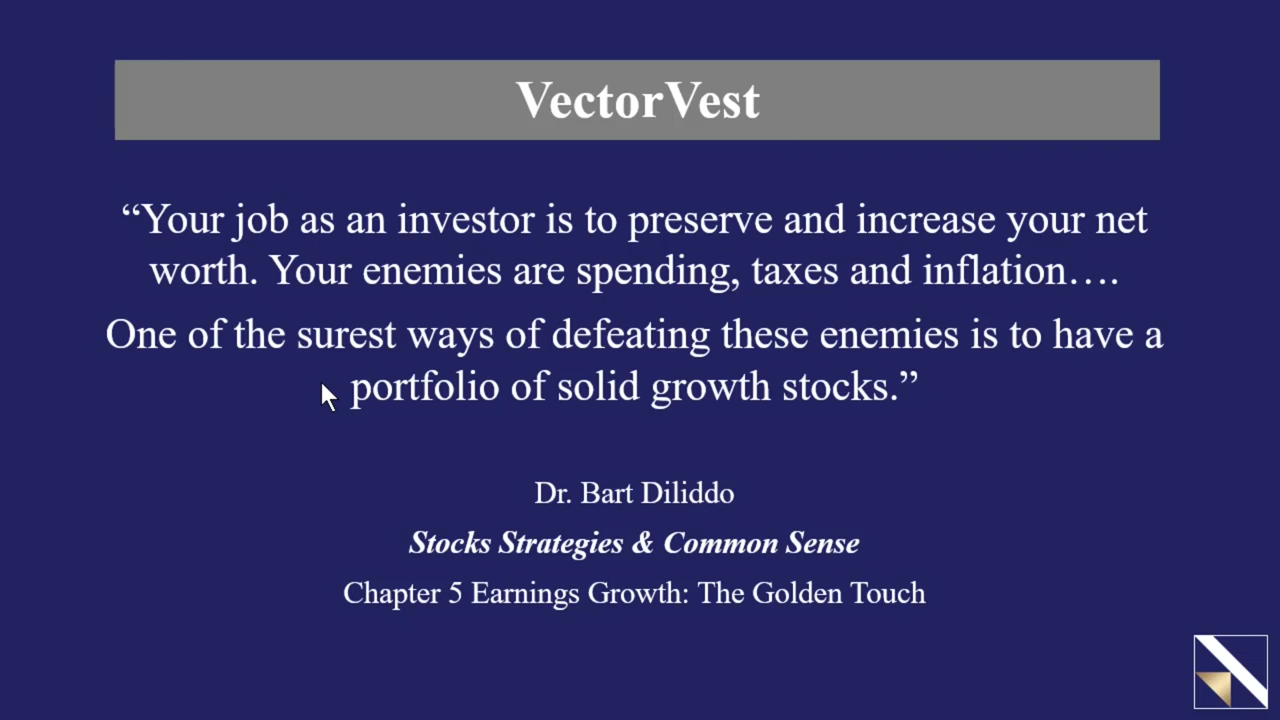 VectorVest
“Your job as an investor is to preserve and increase your net
worth. Your enemies are spending, taxes and inflation….
One of the surest ways of defeating these enemies is to have a
portfolio of solid growth stocks.”
Dr. Bart Diliddo
Stocks Strategies & Common Sense
Chapter 5 Earnings Growth: The Golden Touch